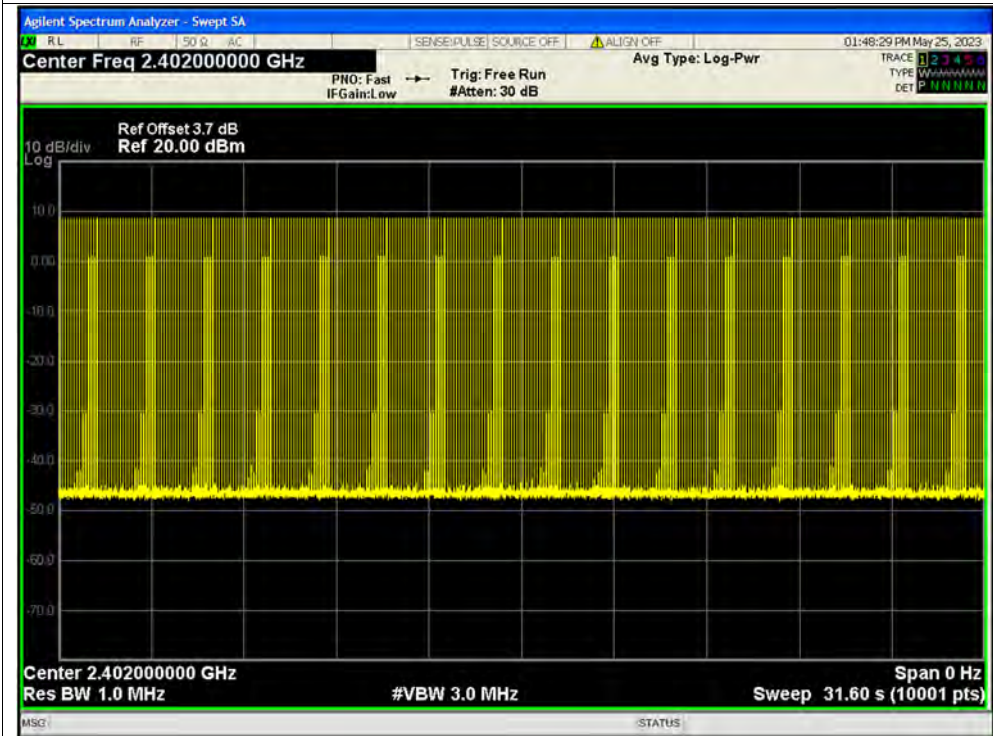 Agilent Spectrum Analyzer - Swept SA
RL RF 50 Ω AC SENSE:PULSE SOURCE OFF ALIGN OFF 01:48:29 PM May 25, 2023
Center Freq 2.402000000 GHz
PNO: Fast
IFGain:Low
Trig: Free Run
#Atten: 30 dB
Avg Type: Log-Pwr
TRACE 1 2 3 4 5 6
TYPE W
DET P N N N N N
Ref Offset 3.7 dB
10 dB/div Ref 20.00 dBm
Log
10.0
0.00
-10.0
-20.0
-30.0
-40.0
-50.0
-60.0
-70.0
Center 2.402000000 GHz Span 0 Hz
Res BW 1.0 MHz #VBW 3.0 MHz Sweep 31.60 s (10001 pts)
MSG STATUS